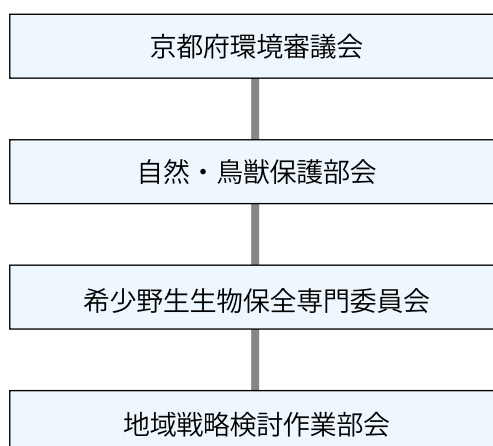 京都府環境審議会
自然・鳥獣保護部会
希少野生生物保全専門委員会
地域戦略検討作業部会